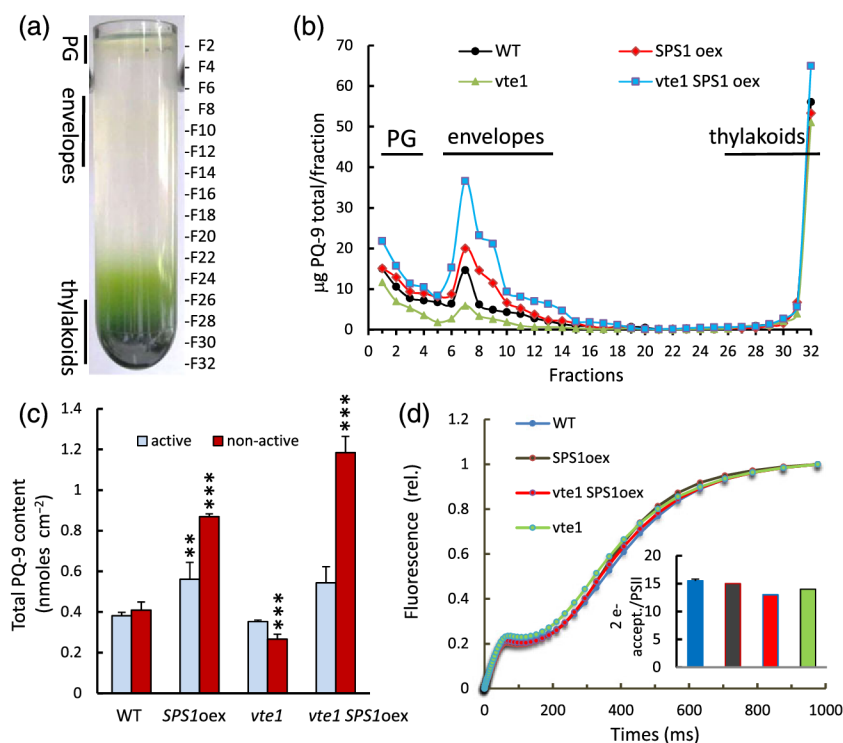 (a)
PG
envelopes
thylakoids
-F2
-F4
-F6
-F8
-F10
-F12
-F14
-F16
-F18
-F20
-F22
-F24
-F26
-F28
-F30
-F32
(b)
WT
SPS1 oex
vte1
vte1 SPS1 oex
PG
envelopes
thylakoids
µg PQ-9 total/fraction
70
60
50
40
30
20
10
0
0 2 4 6 8 10 12 14 16 18 20 22 24 26 28 30 32
Fractions
(c)
active
non-active
Total PQ-9 content
(nmoles cm⁻²)
1.4
1.2
1
0.8
0.6
0.4
0.2
0
**
***
***
***
WT SPS1oex vte1 vte1 SPS1oex
(d)
WT
SPS1oex
vte1 SPS1oex
vte1
Fluorescence (rel.)
1.2
1
0.8
0.6
0.4
0.2
0
0 200 400 600 800 1000
Times (ms)
2 e-
accept./PSII
20
15
10
5
0